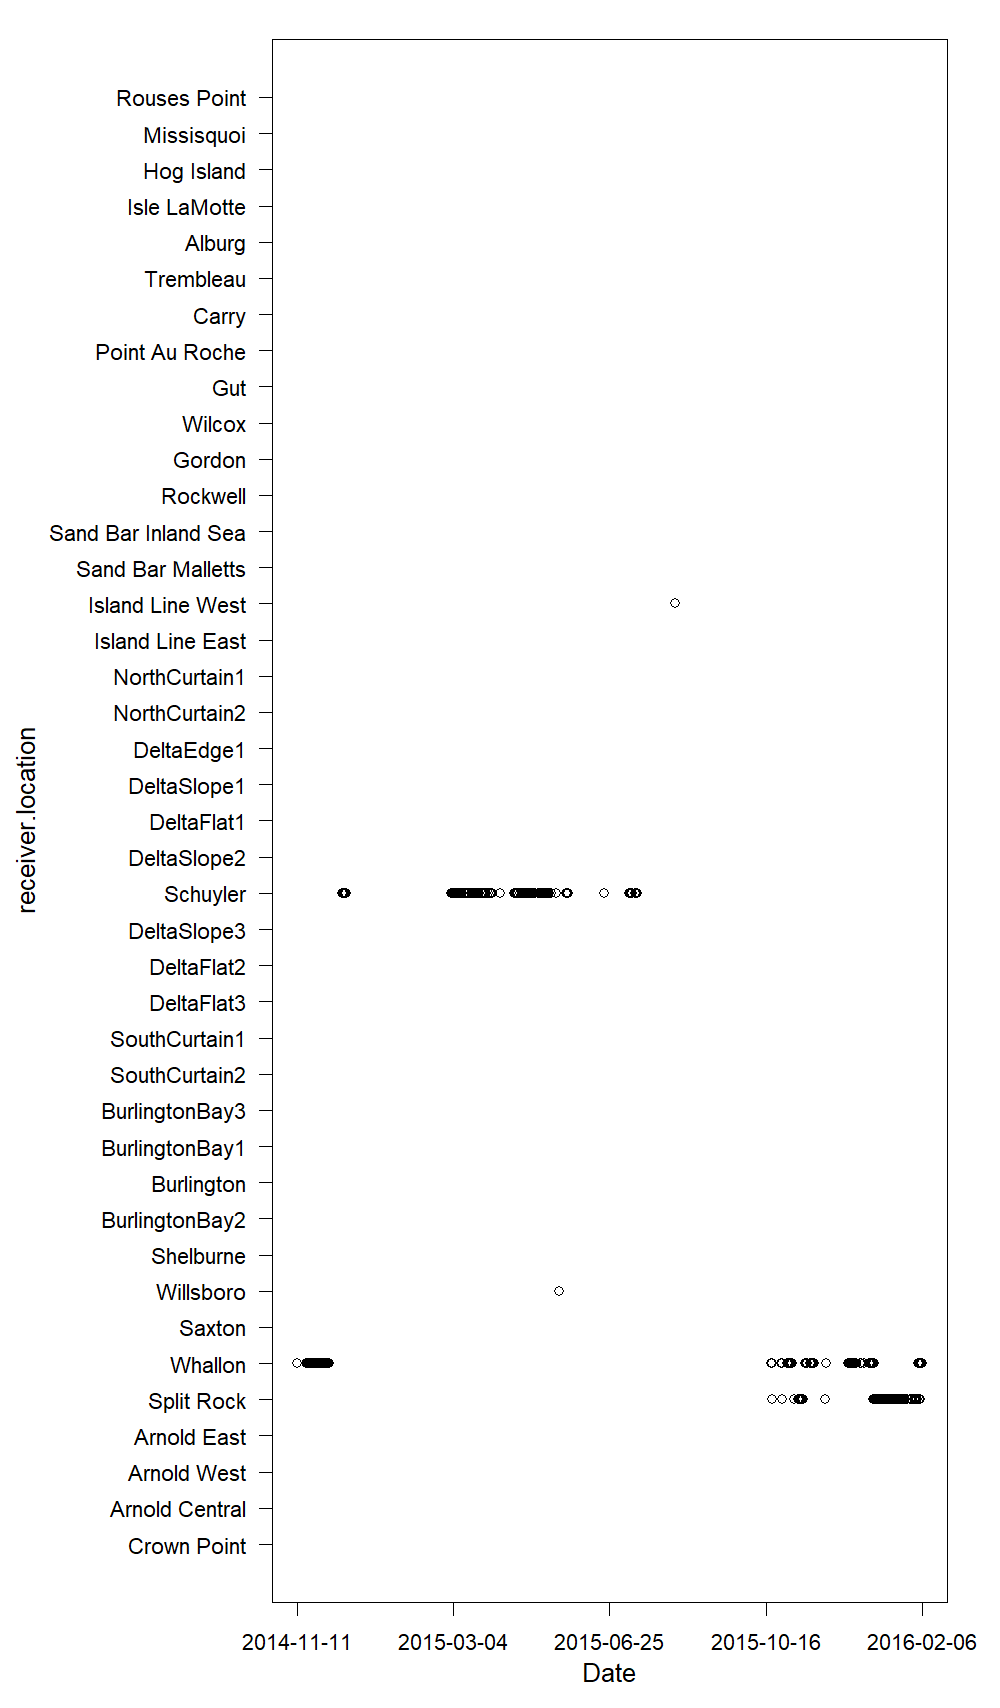 Rouses Point
Missisquoi
Hog Island
Isle LaMotte
Alburg
Trembleau
Carry
Point Au Roche
Gut
Wilcox
Gordon
Rockwell
Sand Bar Inland Sea
Sand Bar Malletts
Island Line West
Island Line East
NorthCurtain1
NorthCurtain2
DeltaEdge1
DeltaSlope1
DeltaFlat1
DeltaSlope2
Schuyler
DeltaSlope3
DeltaFlat2
DeltaFlat3
SouthCurtain1
SouthCurtain2
BurlingtonBay3
BurlingtonBay1
Burlington
BurlingtonBay2
Shelburne
Willsboro
Saxton
Whallon
Split Rock
Arnold East
Arnold West
Arnold Central
Crown Point
receiver.location
2014-11-11 2015-03-04 2015-06-25 2015-10-16 2016-02-06
Date